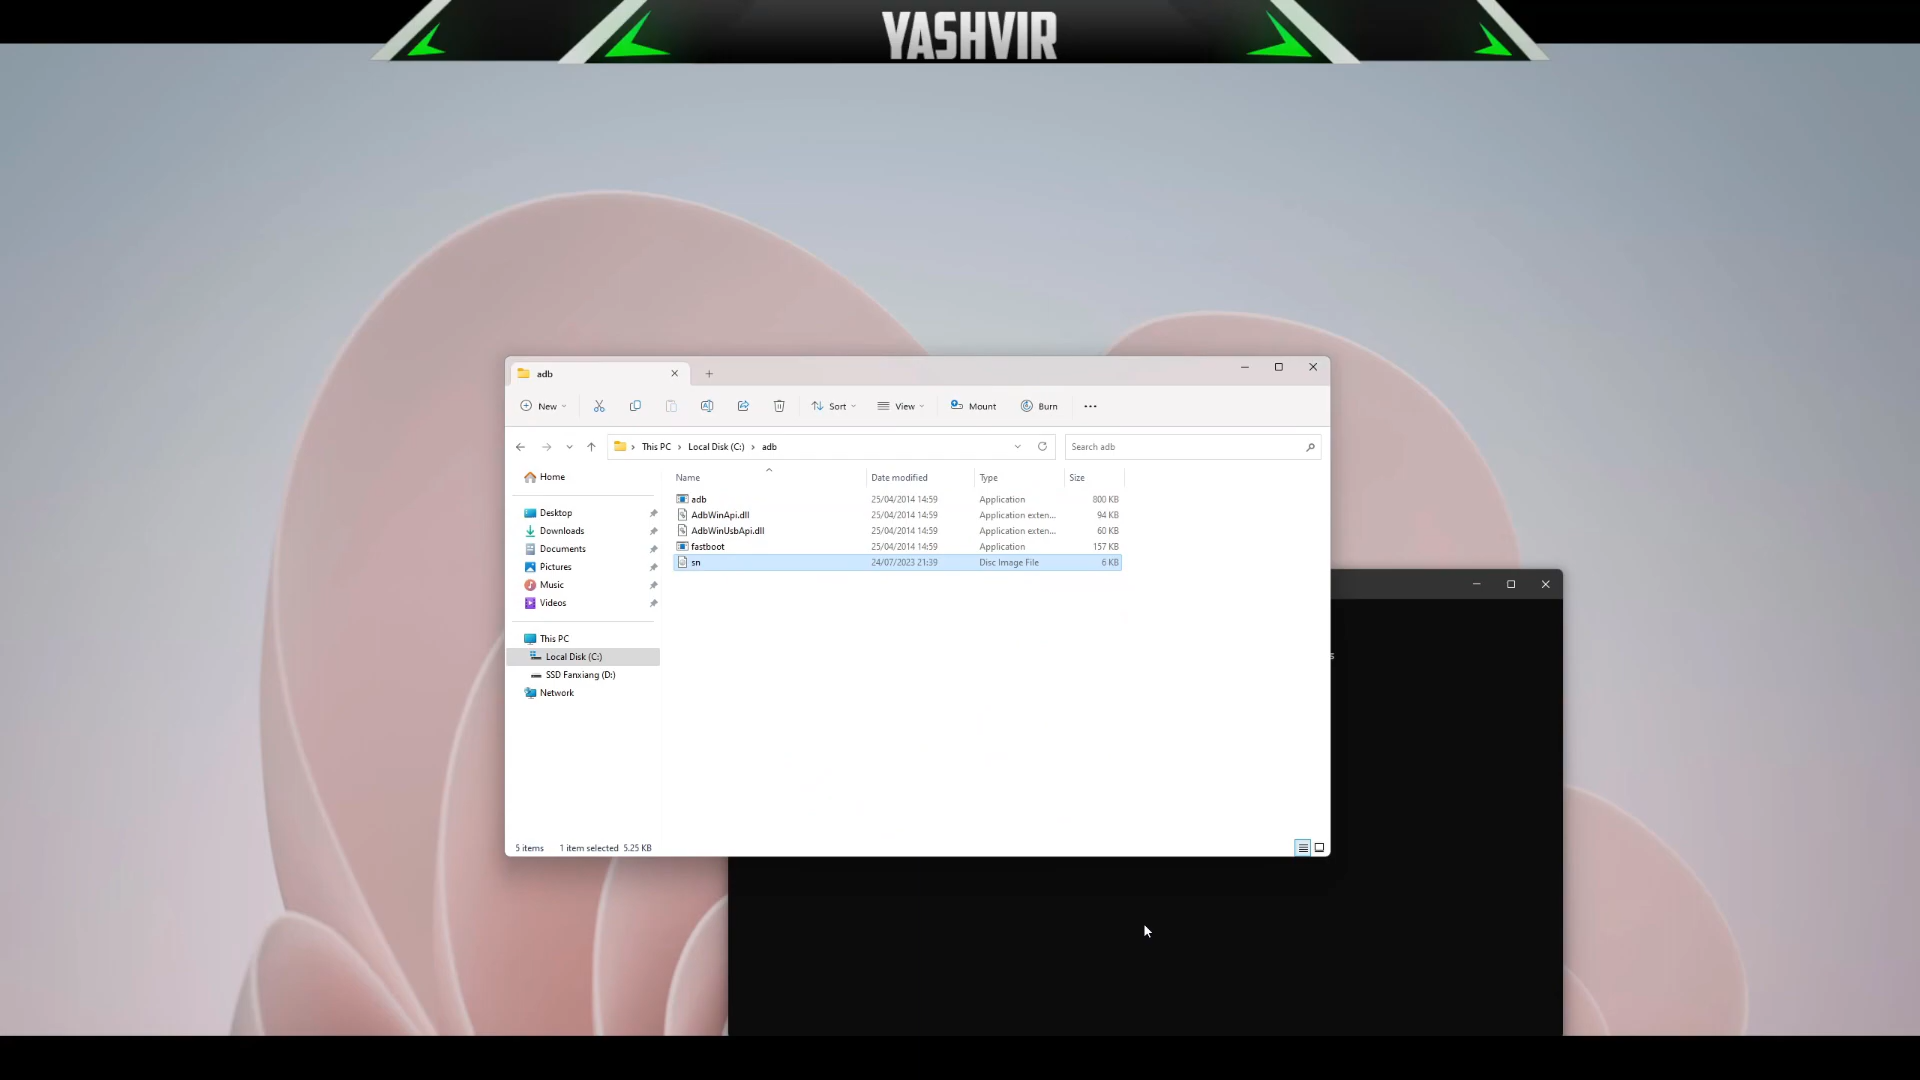 YASHVIR
adb
New
Sort
View
Mount
Burn
This PC
Local Disk (C:)
adb
Search adb
Home
Desktop
Downloads
Documents
Pictures
Music
Videos
This PC
Local Disk (C:)
SSD Fanxiang (D:)
Network
Name Date modified Type Size
adb 25/04/2014 14:59 Application 800 KB
AdbWinApi.dll 25/04/2014 14:59 Application exten... 94 KB
AdbWinUsbApi.dll 25/04/2014 14:59 Application exten... 60 KB
fastboot 25/04/2014 14:59 Application 157 KB
sn 24/07/2023 21:39 Disc Image File 6 KB
s
5 items 1 item selected 5.25 KB